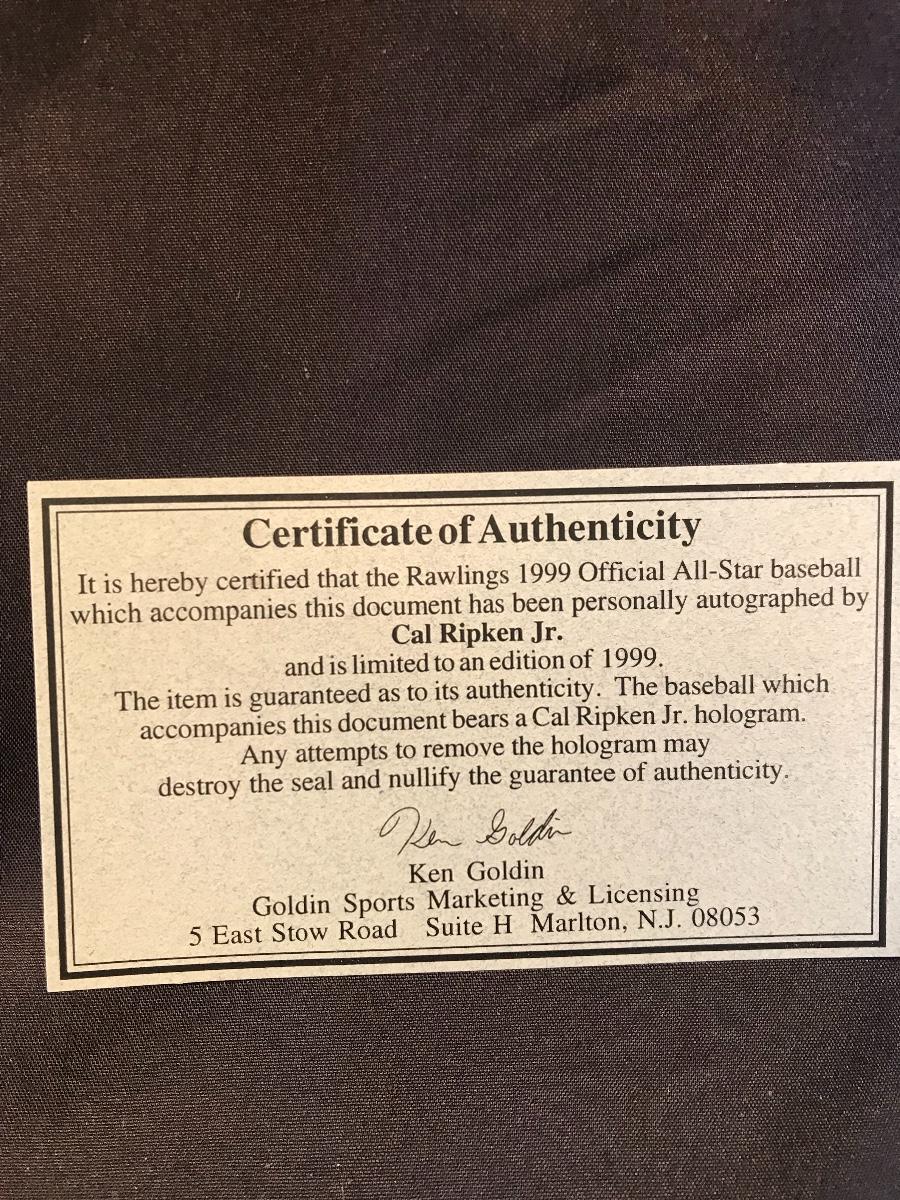 Certificate of Authenticity
It is hereby certified that the Rawlings 1999 Official All-Star baseball
which accompanies this document has been personally autographed by
Cal Ripken Jr.
and is limited to an edition of 1999.
The item is guaranteed as to its authenticity. The baseball which
accompanies this document bears a Cal Ripken Jr. hologram.
Any attempts to remove the hologram may
destroy the seal and nullify the guarantee of authenticity.
Ken Goldin
Ken Goldin
Goldin Sports Marketing & Licensing
5 East Stow Road Suite H Marlton, N.J. 08053